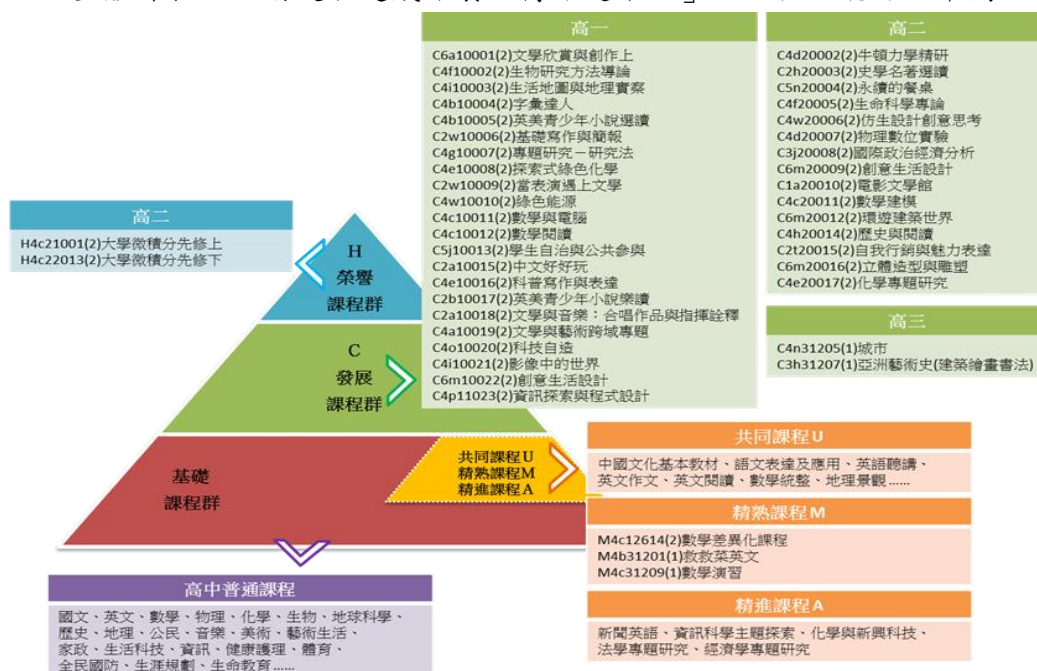 高一
C6a10001(2)文學欣賞與創作上
C4f10002(2)生物研究方法導論
C4i10003(2)生活地圖與地理實察
C4b10004(2)字彙達人
C4b10005(2)英美青少年小說選讀
C2w10006(2)基礎寫作與簡報
C4g10007(2)專題研究－研究法
C4e10008(2)探索式綠色化學
C2w10009(2)當表演遇上文學
C4w10010(2)綠色能源
C4c10011(2)數學與電腦
C4c10012(2)數學閱讀
C5j10013(2)學生自治與公共參與
C2a10015(2)中文好好玩
C4e10016(2)科普寫作與表達
C2b10017(2)英美青少年小說樂讀
C2a10018(2)文學與音樂：合唱作品與指揮詮釋
C4a10019(2)文學與藝術跨域專題
C4o10020(2)科技自造
C4i10021(2)影像中的世界
C6m10022(2)創意生活設計
C4p11023(2)資訊探索與程式設計
高二
C4d20002(2)牛頓力學精研
C2h20003(2)史學名著選讀
C5n20004(2)永續的餐桌
C4f20005(2)生命科學專論
C4w20006(2)仿生設計創意思考
C4d20007(2)物理數位實驗
C3j20008(2)國際政治經濟分析
C6m20009(2)創意生活設計
C1a20010(2)電影文學館
C4c20011(2)數學建模
C6m20012(2)環遊建築世界
C4h20014(2)歷史與閱讀
C2t20015(2)自我行銷與魅力表達
C6m20016(2)立體造型與雕塑
C4e20017(2)化學專題研究
高三
C4n31205(1)城市
C3h31207(1)亞洲藝術史(建築繪畫書法)
高二
H4c21001(2)大學微積分先修上
H4c22013(2)大學微積分先修下
H
榮譽
課程群
C
發展
課程群
基礎
課程群
共同課程U
精熟課程M
精進課程A
共同課程U
中國文化基本教材、語文表達及應用、英語聽講、
英文作文、英文閱讀、數學統整、地理景觀……
精熟課程M
M4c12614(2)數學差異化課程
M4b31201(1)救救菜英文
M4c31209(1)數學演習
精進課程A
新聞英語、資訊科學主題探索、化學與新興科技、
法學專題研究、經濟學專題研究
高中普通課程
國文、英文、數學、物理、化學、生物、地球科學、
歷史、地理、公民、音樂、美術、藝術生活、
家政、生活科技、資訊、健康護理、體育、
全民國防、生涯規劃、生命教育……